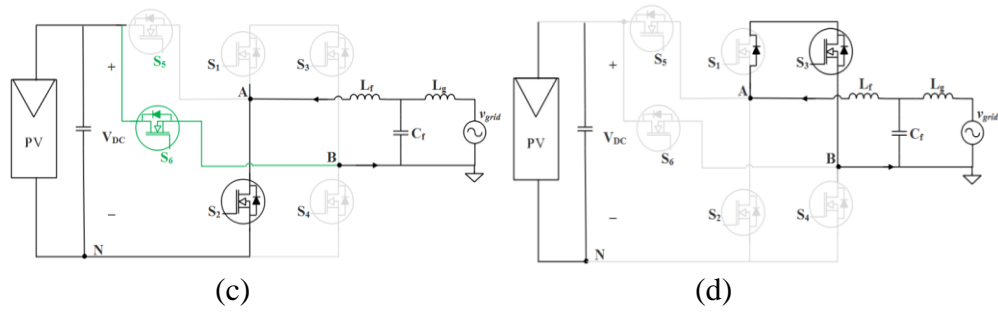 S5
S1
S3
A
Lf
Lg
+
PV
VDC
S6
Cf
vgrid
B
−
S2
S4
N
(c)
S5
S1
S3
A
Lf
Lg
+
PV
VDC
S6
Cf
vgrid
B
−
S2
S4
N
(d)